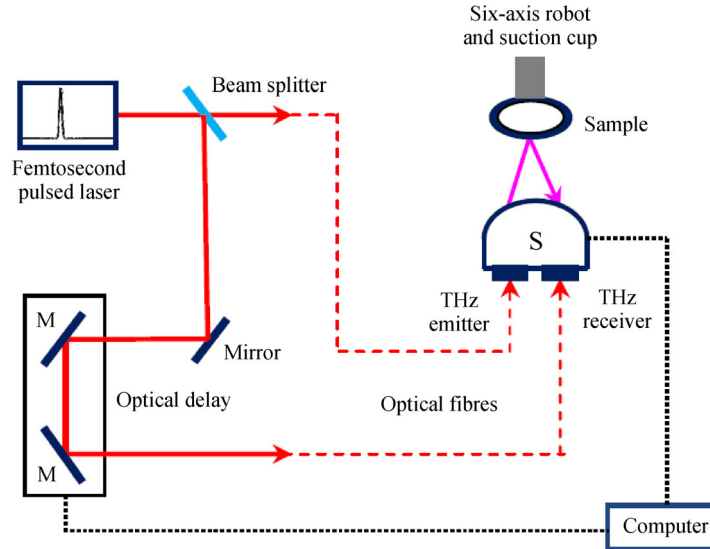 Six-axis robot
and suction cup
Beam splitter
Sample
Femtosecond
pulsed laser
S
THz
emitter
THz
receiver
M
Mirror
Optical delay
Optical fibres
M
Computer